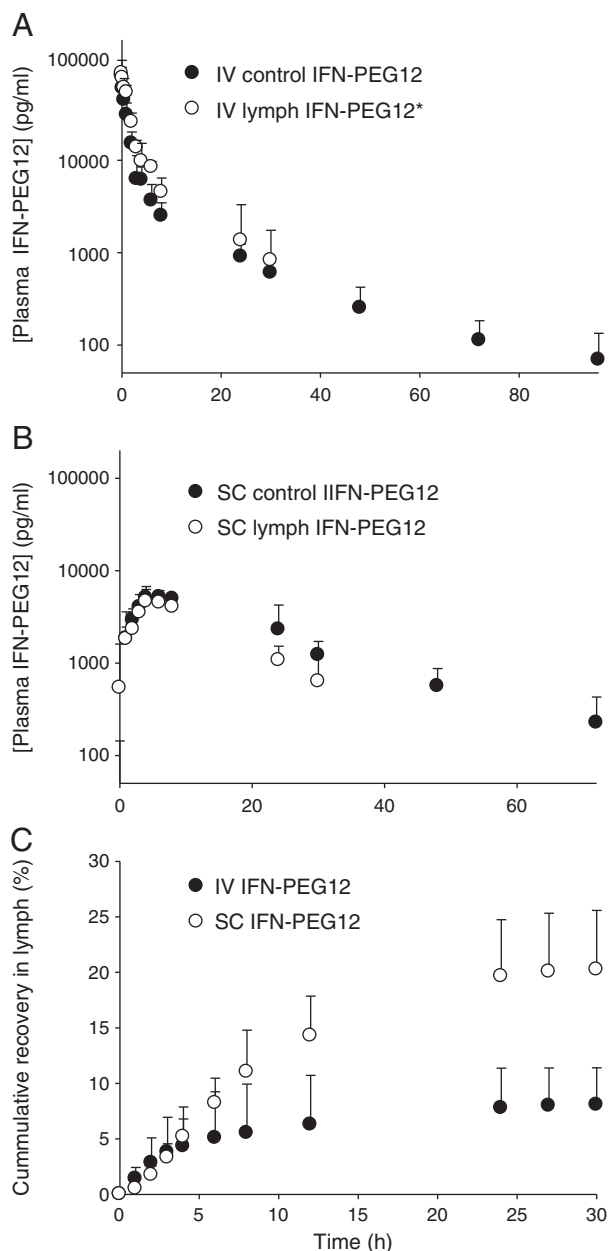 A
[Plasma IFN-PEG12] (pg/ml)
100000
10000
1000
100
IV control IFN-PEG12
IV lymph IFN-PEG12*
0 20 40 60 80
B
[Plasma IFN-PEG12] (pg/ml)
100000
10000
1000
100
SC control IIFN-PEG12
SC lymph IFN-PEG12
0 20 40 60
C
Cummulative recovery in lymph (%)
30
25
20
15
10
5
0
IV IFN-PEG12
SC IFN-PEG12
0 5 10 15 20 25 30
Time (h)